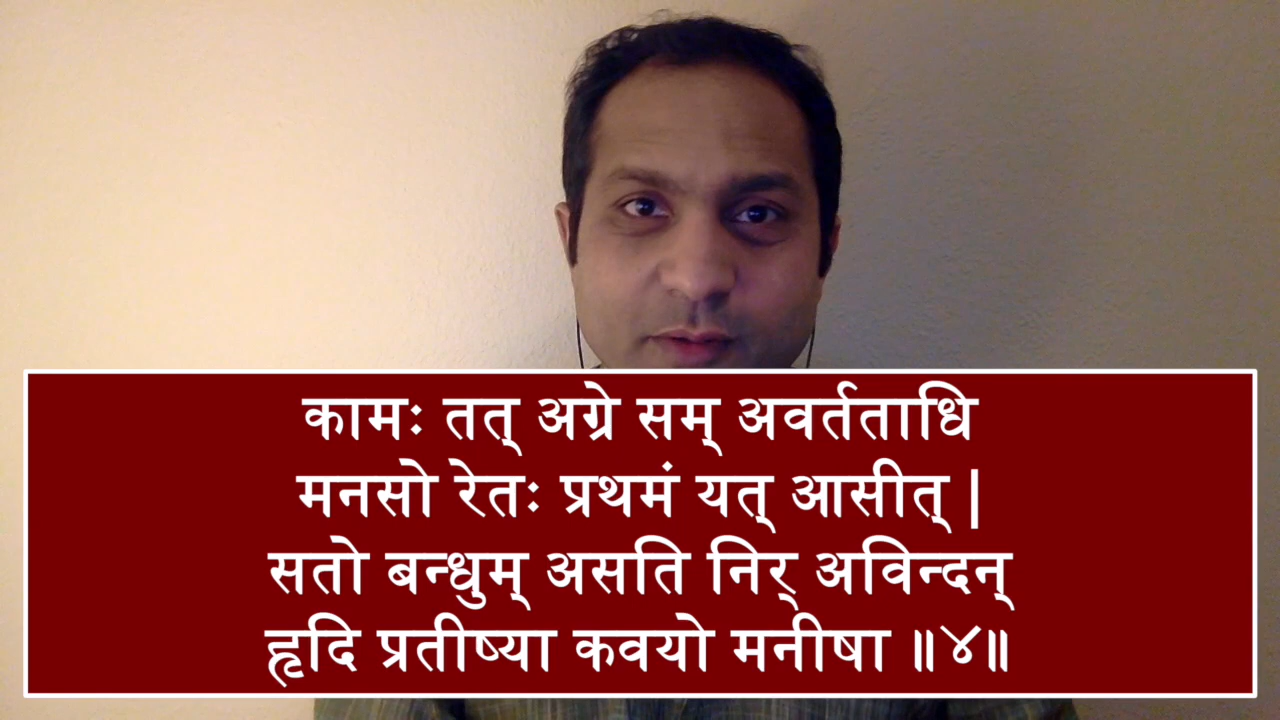 कामः तत् अग्रे सम् अवर्तताधि
मनसो रेतः प्रथमं यत् आसीत् |
सतो बन्धुम् असति निर् अविन्दन्
हृदि प्रतीष्या कवयो मनीषा ॥४॥